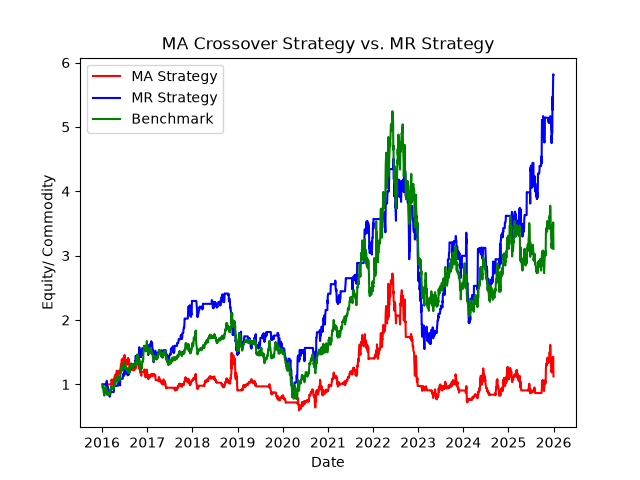 MA Crossover Strategy vs. MR Strategy
MA Strategy
MR Strategy
Benchmark
Equity/ Commodity
6
5
4
3
2
1
2016 2017 2018 2019 2020 2021 2022 2023 2024 2025 2026
Date